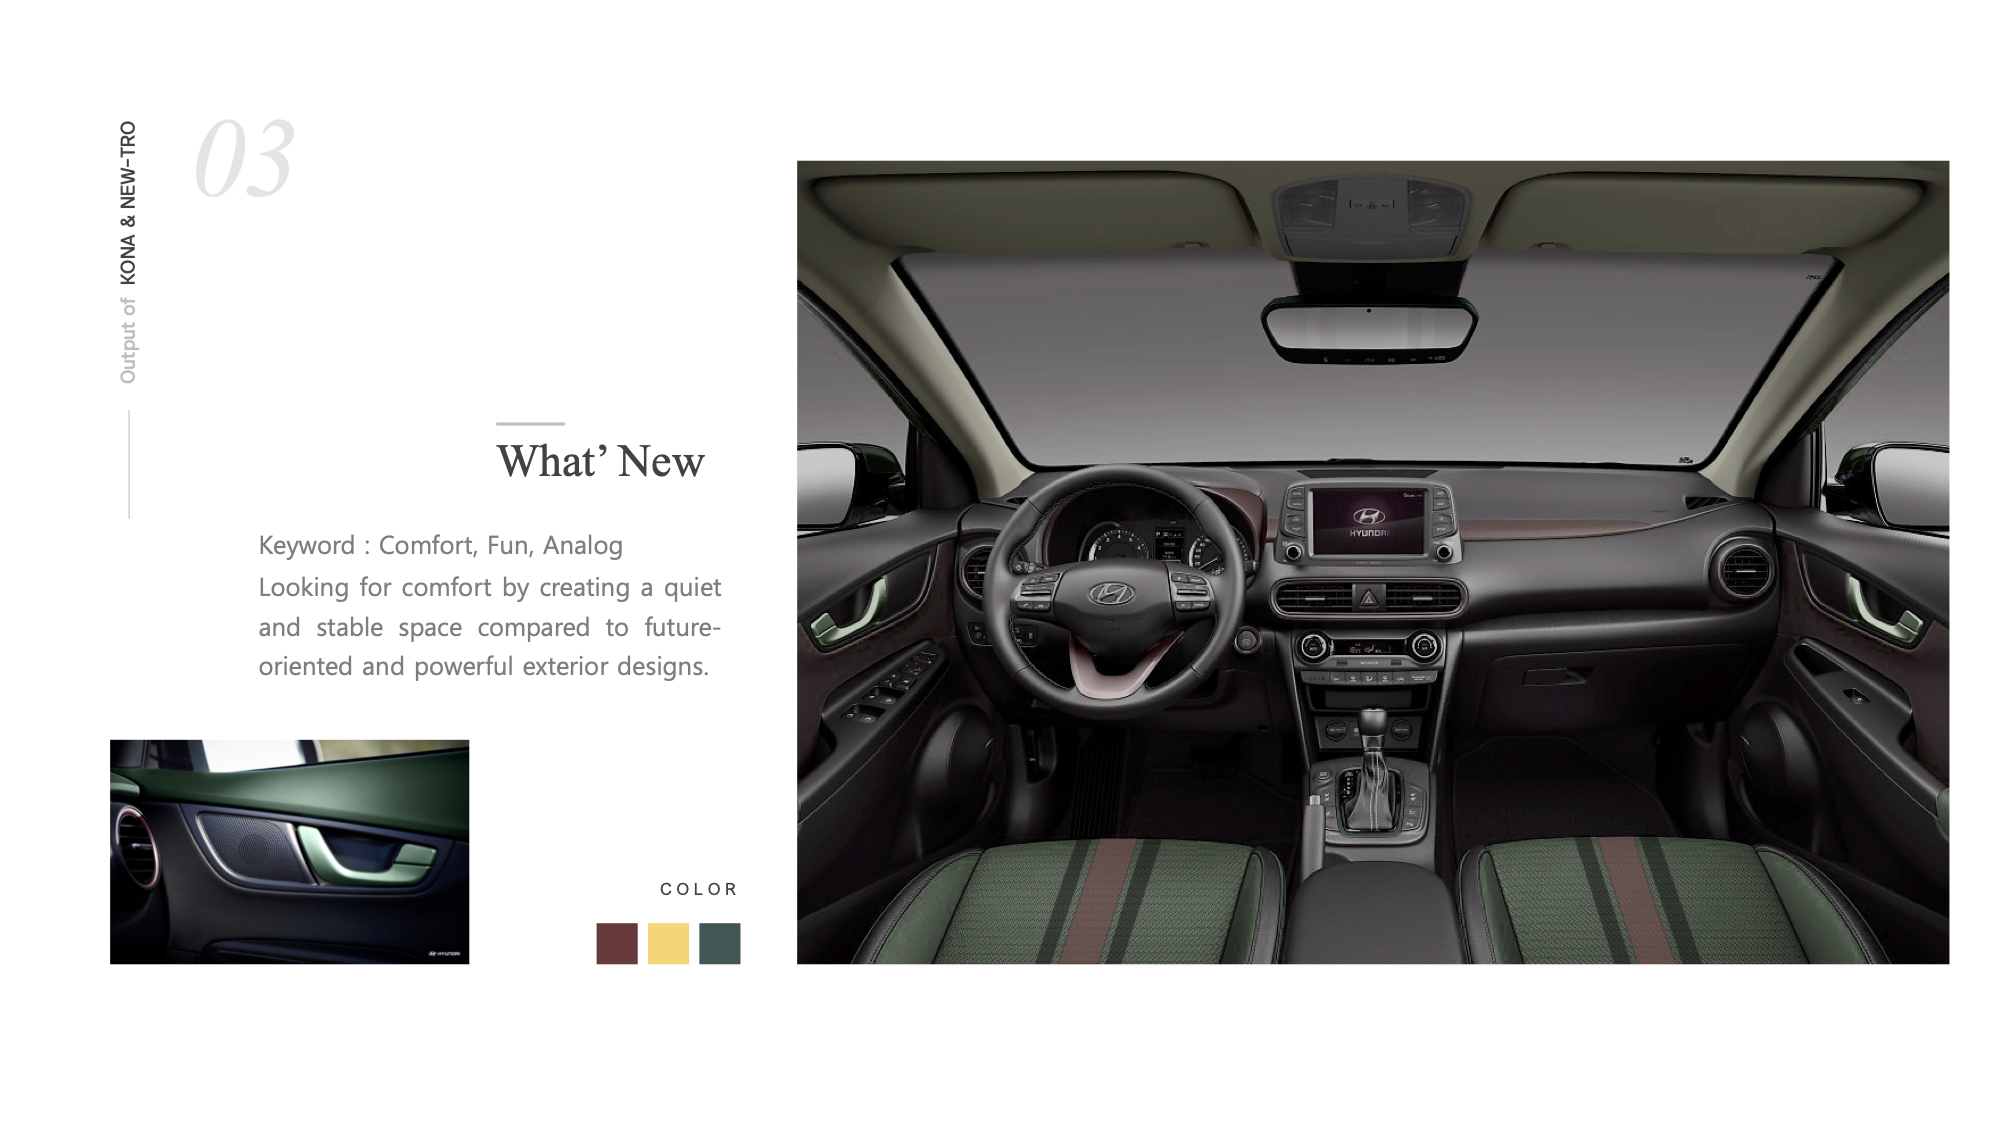 03
Output of KONA & NEW-TRO
What’ New
Keyword : Comfort, Fun, Analog
Looking for comfort by creating a quiet
and stable space compared to future-
oriented and powerful exterior designs.
COLOR
HYUNDAI
HYUNDAI